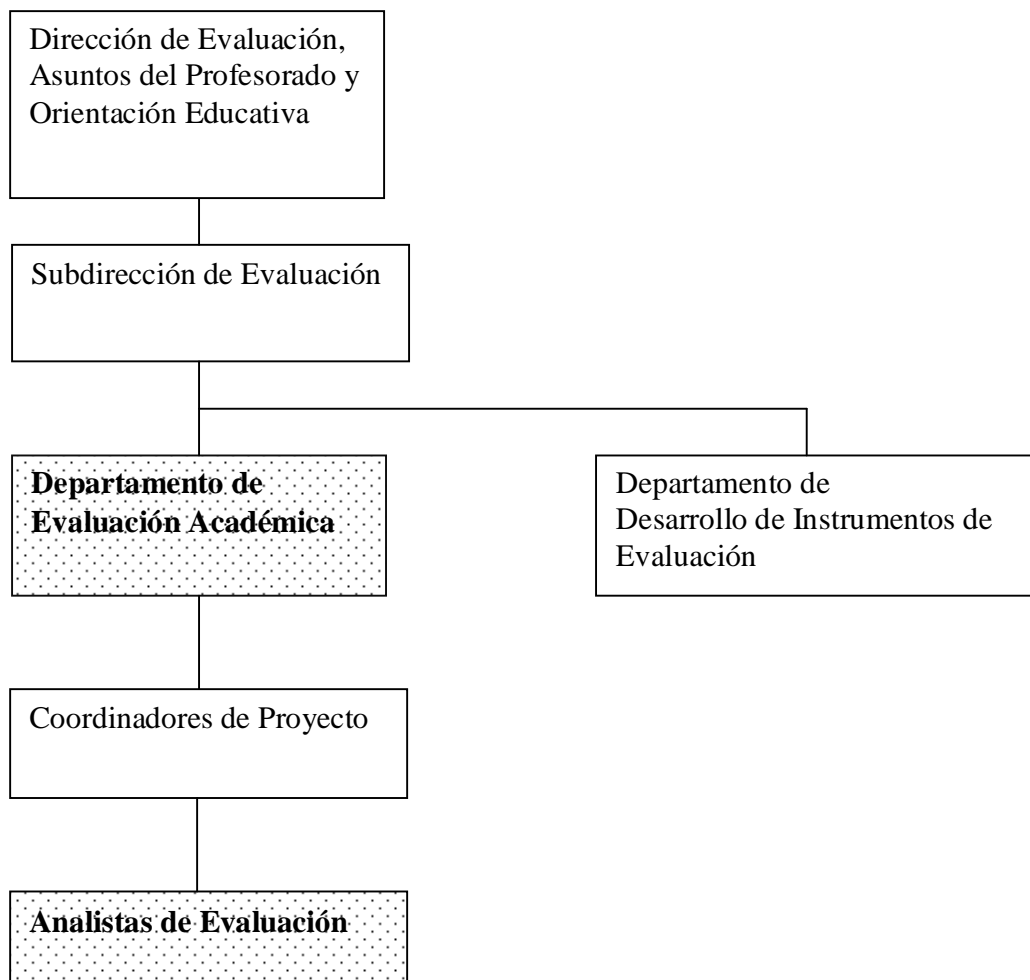 Dirección de Evaluación,
Asuntos del Profesorado y
Orientación Educativa
Subdirección de Evaluación
Departamento de
Evaluación Académica
Departamento de
Desarrollo de Instrumentos de
Evaluación
Coordinadores de Proyecto
Analistas de Evaluación